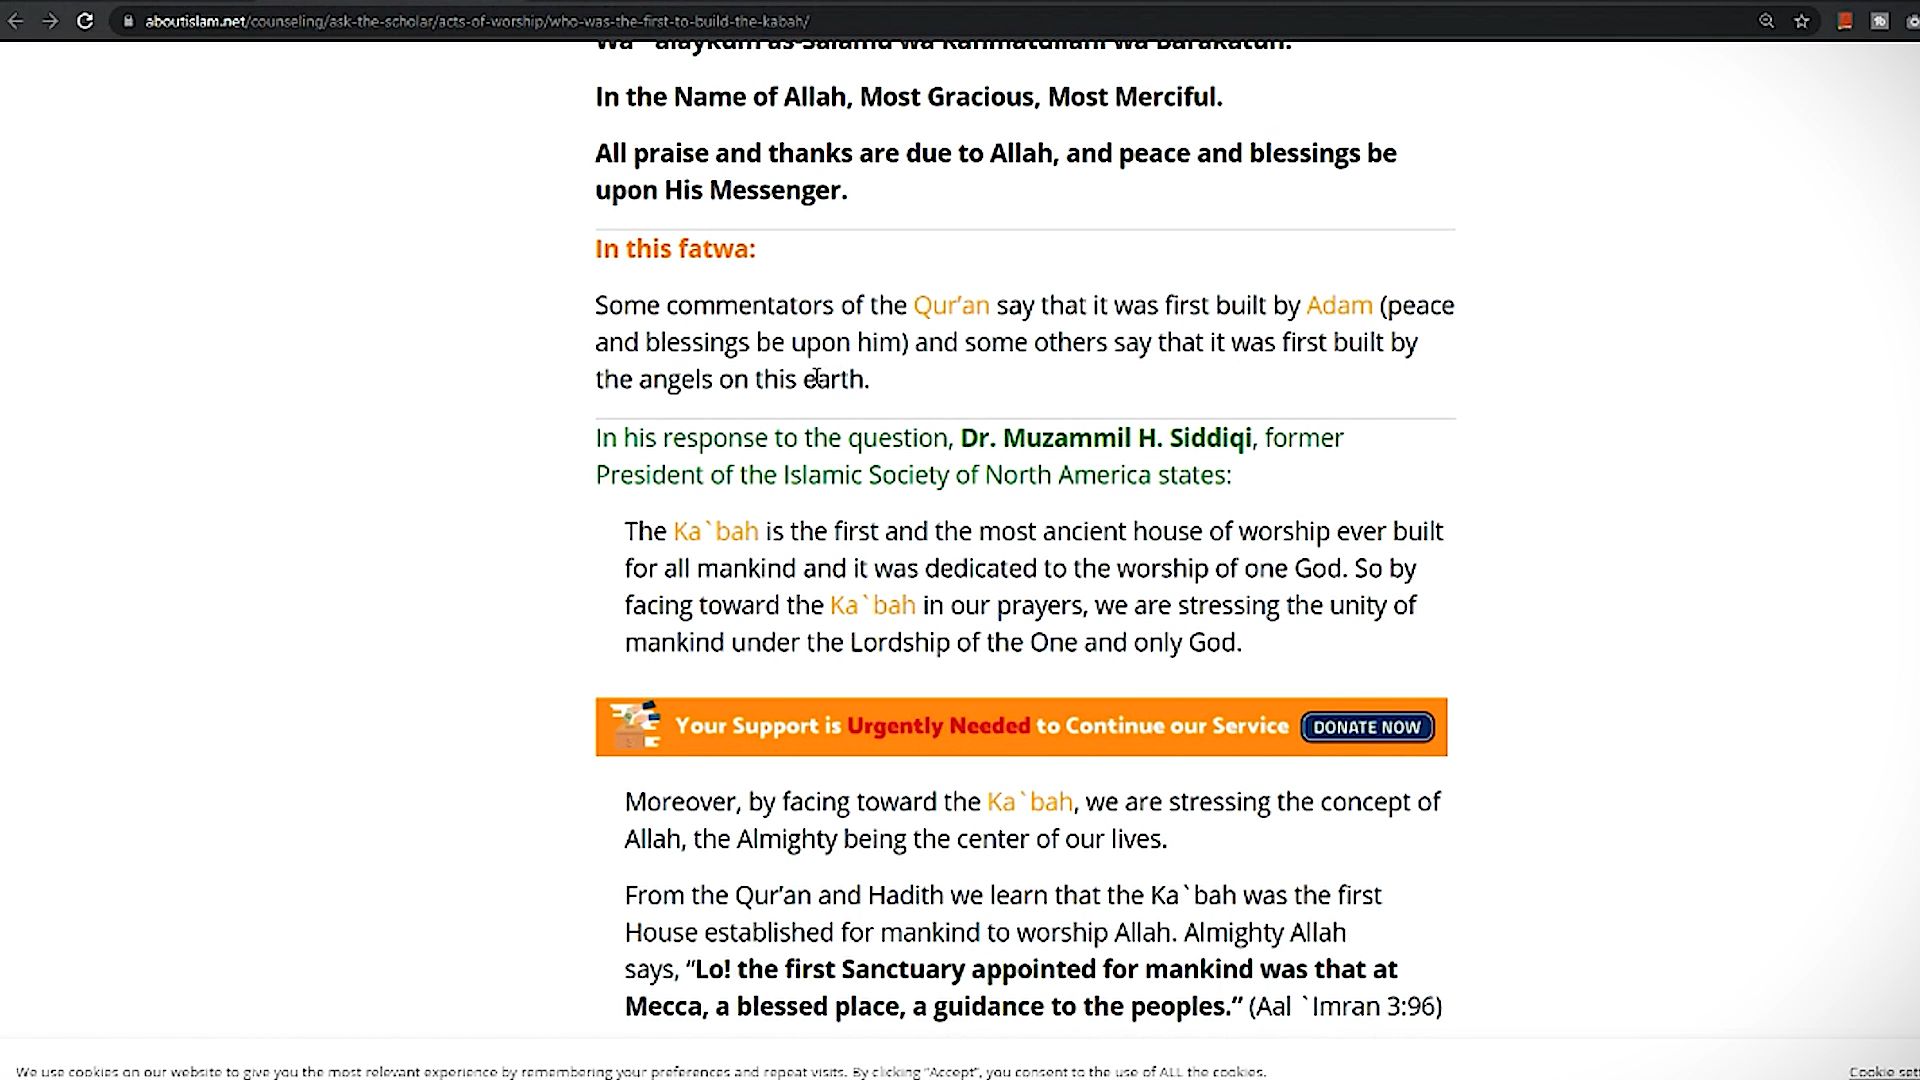 aboutislam.net/counseling/ask-the-scholar/acts-of-worship/who-was-the-first-to-build-the-kabah/
Wa `alaykum as-Salamu wa Rahmatullahi wa Barakatuh.
In the Name of Allah, Most Gracious, Most Merciful.
All praise and thanks are due to Allah, and peace and blessings be
upon His Messenger.
In this fatwa:
Some commentators of the Qur’an say that it was first built by Adam (peace
and blessings be upon him) and some others say that it was first built by
the angels on this earth.
In his response to the question, Dr. Muzammil H. Siddiqi, former
President of the Islamic Society of North America states:
The Ka`bah is the first and the most ancient house of worship ever built
for all mankind and it was dedicated to the worship of one God. So by
facing toward the Ka`bah in our prayers, we are stressing the unity of
mankind under the Lordship of the One and only God.
Your Support is Urgently Needed to Continue our Service DONATE NOW
Moreover, by facing toward the Ka`bah, we are stressing the concept of
Allah, the Almighty being the center of our lives.
From the Qur’an and Hadith we learn that the Ka`bah was the first
House established for mankind to worship Allah. Almighty Allah
says, “Lo! the first Sanctuary appointed for mankind was that at
Mecca, a blessed place, a guidance to the peoples.” (Aal `Imran 3:96)
We use cookies on our website to give you the most relevant experience by remembering your preferences and repeat visits. By clicking “Accept”, you consent to the use of ALL the cookies.
Cookie sett